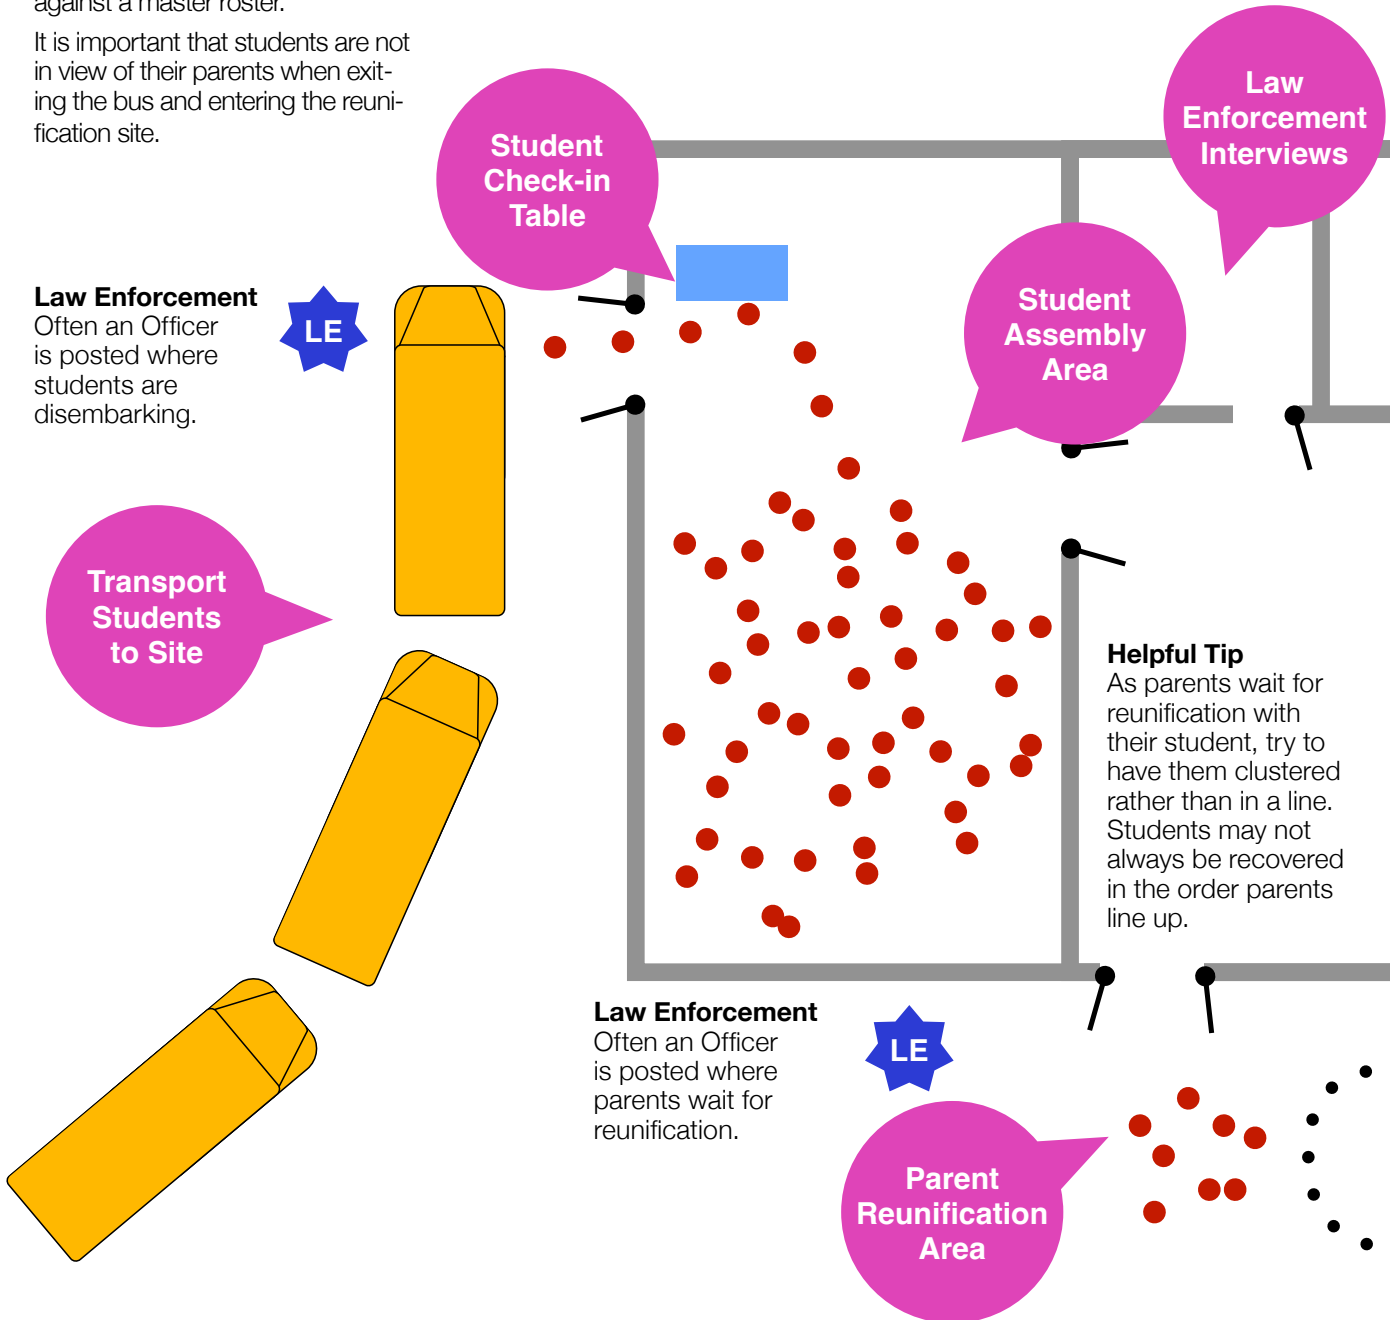 against a master roster.
It is important that students are not
in view of their parents when exit-
ing the bus and entering the reuni-
fication site.
Student
Check-in
Table
Law
Enforcement
Interviews
Law Enforcement
Often an Officer
is posted where
students are
disembarking.
LE
Student
Assembly
Area
Transport
Students
to Site
Helpful Tip
As parents wait for
reunification with
their student, try to
have them clustered
rather than in a line.
Students may not
always be recovered
in the order parents
line up.
Law Enforcement
Often an Officer
is posted where
parents wait for
reunification.
LE
Parent
Reunification
Area